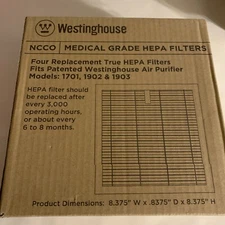 Westinghouse
NCCO | MEDICAL GRADE HEPA FILTERS
Four Replacement True HEPA Filters
Fits Patented Westinghouse Air Purifier
Models: 1701, 1902 & 1903
HEPA filter should
be replaced after
every 3,000
operating hours,
or about every
6 to 8 months.
Product Dimensions: 8.375" W x .8375" D x 8.375" H